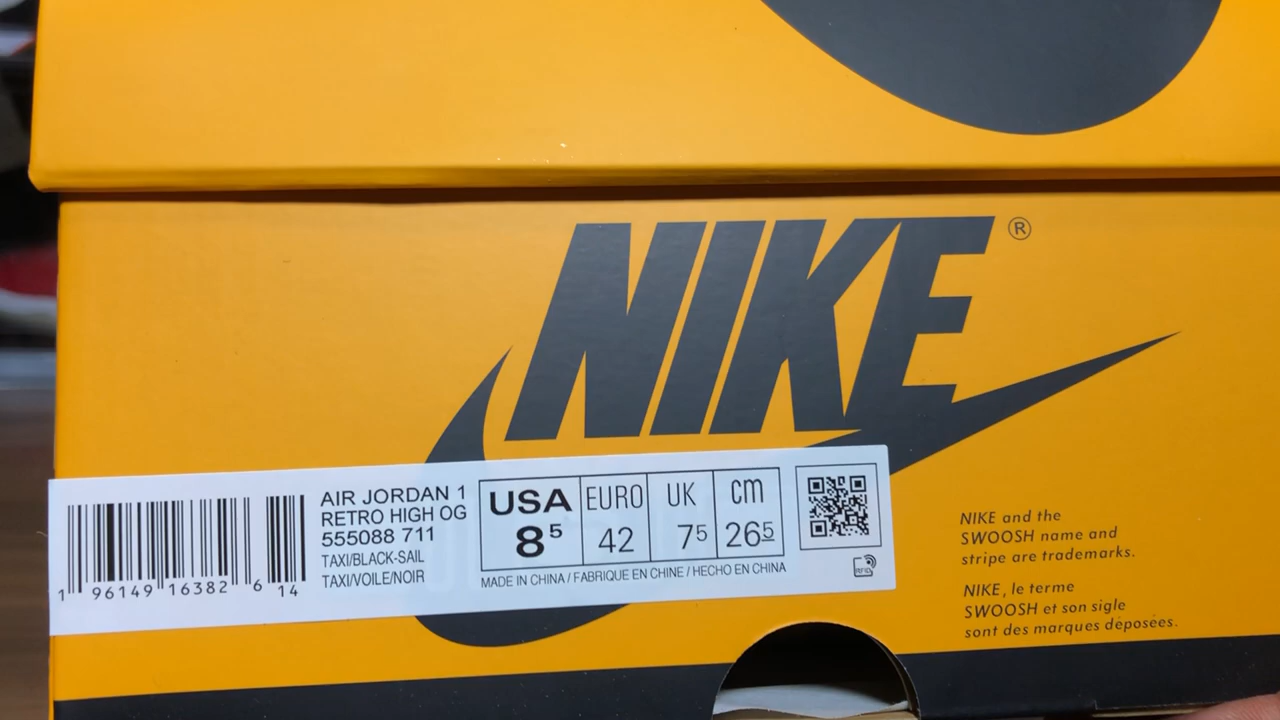 NIKE ®
AIR JORDAN 1
RETRO HIGH OG
555088 711
TAXI/BLACK-SAIL
TAXI/VOILE/NOIR
1 96149 16382 6 14
USA EURO UK cm
8⁵ 42 7⁵ 26⁵
MADE IN CHINA / FABRIQUE EN CHINE / HECHO EN CHINA
RFID
NIKE and the
SWOOSH name and
stripe are trademarks.
NIKE, le terme
SWOOSH et son sigle
sont des marques déposées.